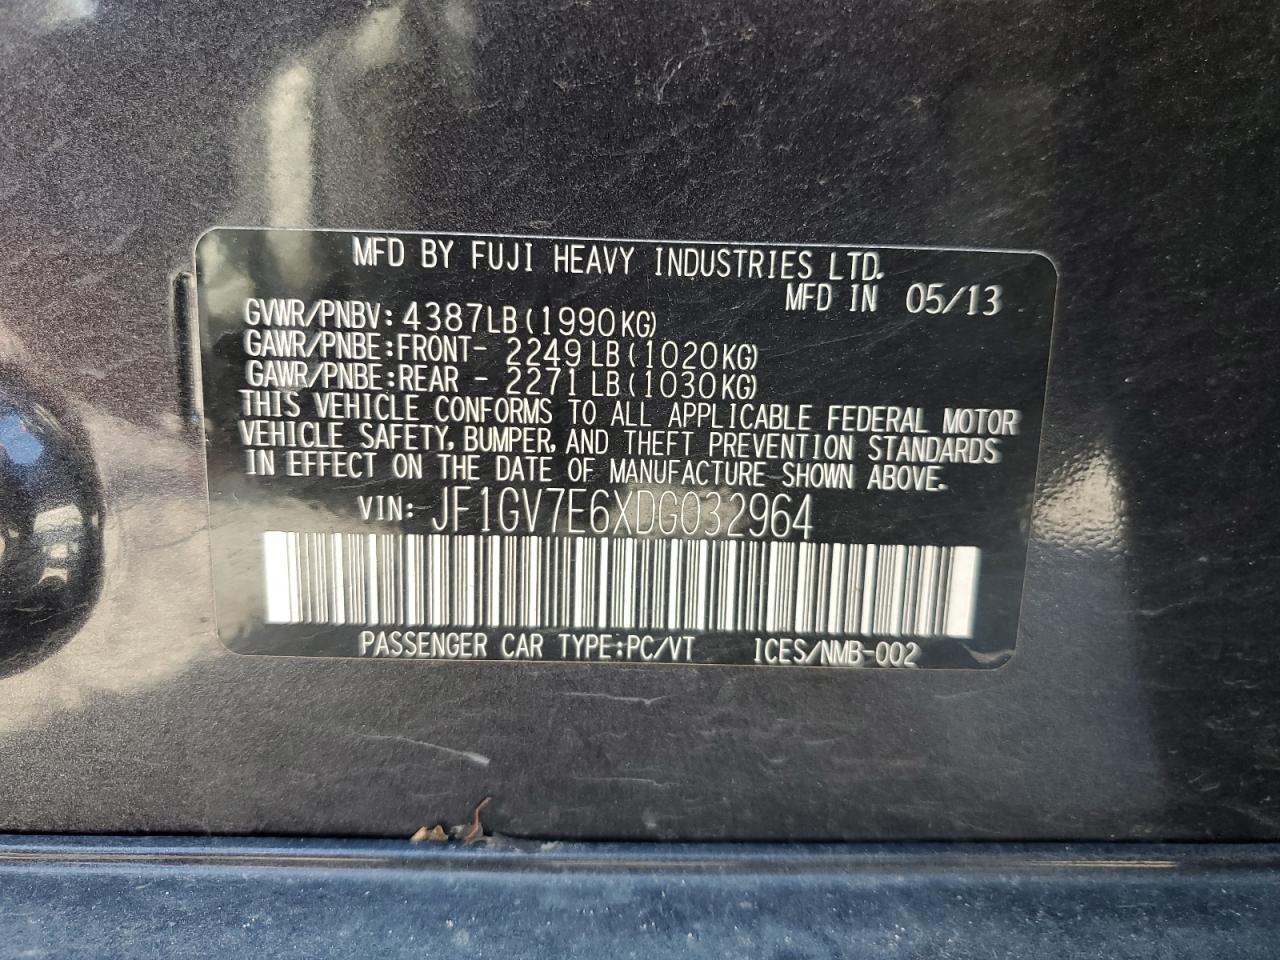 MFD BY FUJI HEAVY INDUSTRIES LTD.
MFD IN 05/13
GVWR/PNBV: 4387LB(1990KG)
GAWR/PNBE:FRONT- 2249LB(1020KG)
GAWR/PNBE:REAR - 2271LB(1030KG)
THIS VEHICLE CONFORMS TO ALL APPLICABLE FEDERAL MOTOR
VEHICLE SAFETY, BUMPER, AND THEFT PREVENTION STANDARDS
IN EFFECT ON THE DATE OF MANUFACTURE SHOWN ABOVE.
VIN: JF1GV7E6XDG032964
PASSENGER CAR TYPE:PC/VT ICES/NMB-002